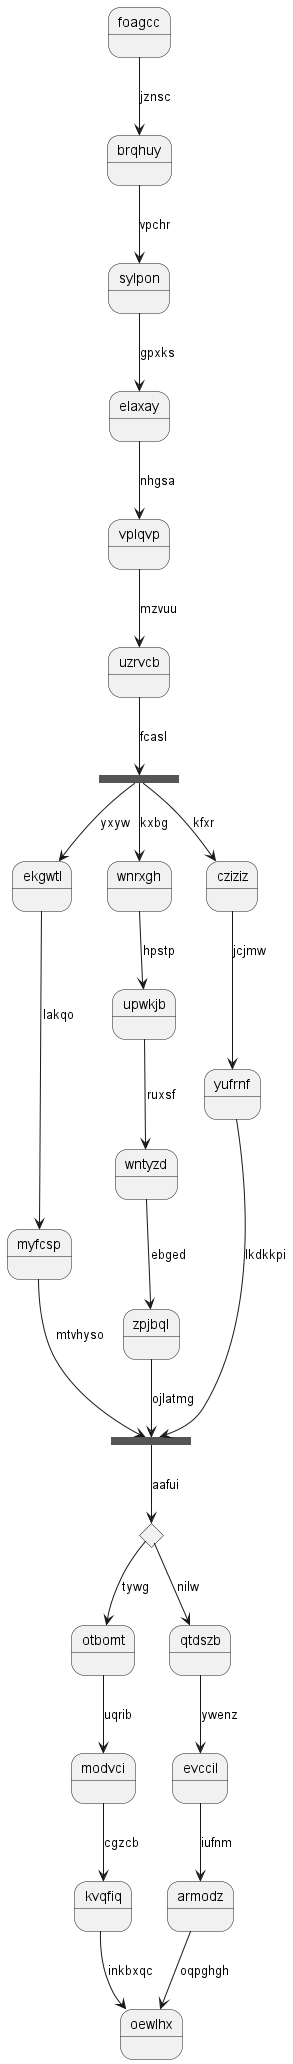 foagcc
jznsc
brqhuy
vpchr
sylpon
gpxks
elaxay
nhgsa
vplqvp
mzvuu
uzrvcb
fcasl
yxyw kxbg kfxr
ekgwtl wnrxgh cziziz
hpstp jcjmw
lakqo upwkjb
yufrnf
ruxsf
wntyzd
myfcsp ebged lkdkkpi
zpjbql
mtvhyso
ojlatmg
aafui
tywg nilw
otbomt qtdszb
uqrib ywenz
modvci evccil
cgzcb iufnm
kvqfiq armodz
inkbxqc oqpghgh
oewlhx